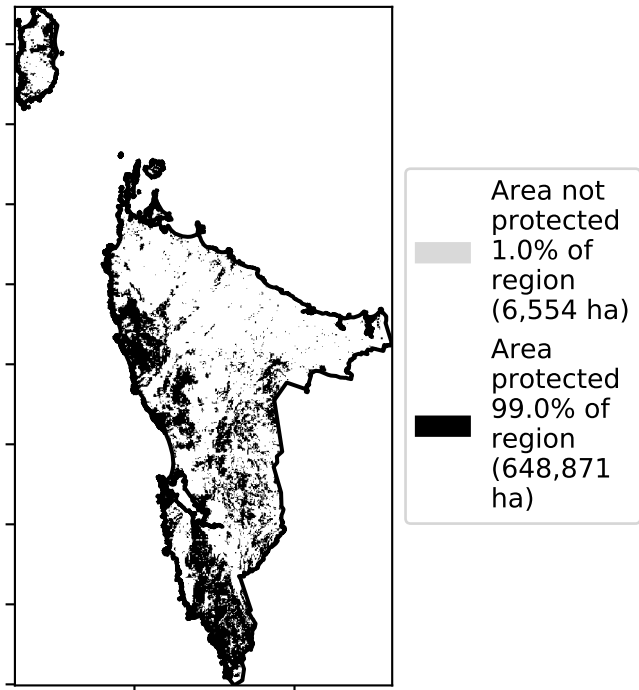 Area not
protected
1.0% of
region
(6,554 ha)
Area
protected
99.0% of
region
(648,871
ha)